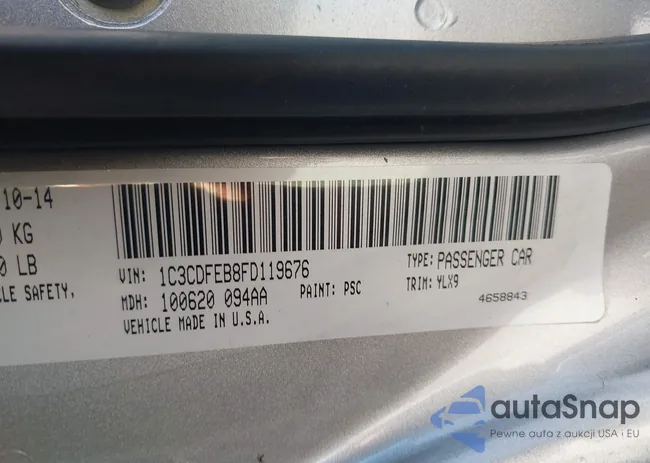 10-14
KG
LB
LE SAFETY,
VIN: 1C3CDFEB8FD119676
TYPE: PASSENGER CAR
MDH: 100620 094AA
PAINT: PSC
TRIM: YLX9
VEHICLE MADE IN U.S.A.
4658843
autaSnap
Pewne auta z aukcji USA i EU